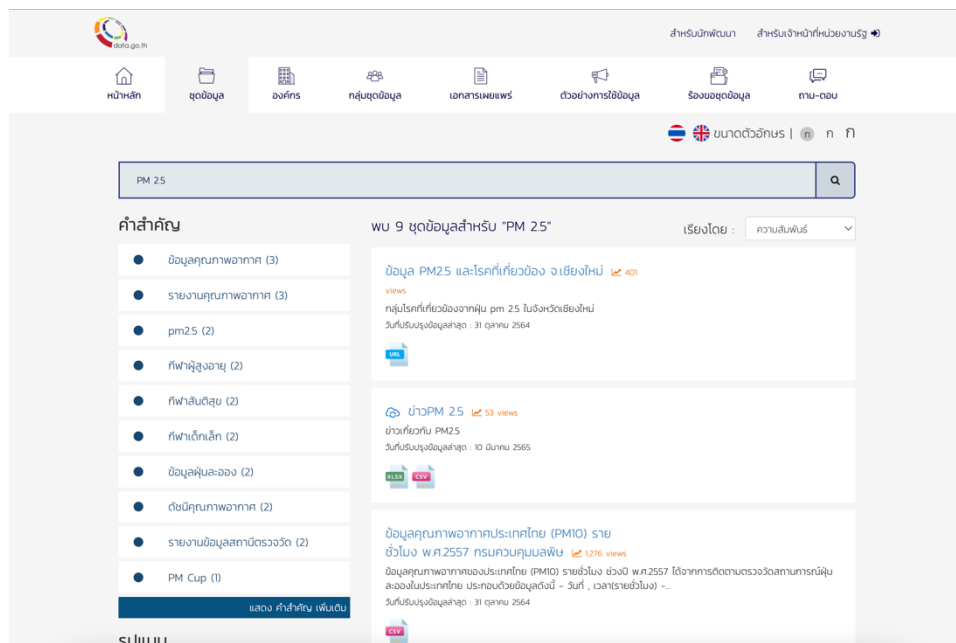 data.go.th
สำหรับนักพัฒนา สำหรับเจ้าหน้าที่หน่วยงานรัฐ
หน้าหลัก ชุดข้อมูล องค์กร กลุ่มชุดข้อมูล เอกสารเผยแพร่ ตัวอย่างการใช้ข้อมูล ร้องขอชุดข้อมูล ถาม-ตอบ
ขนาดตัวอักษร | ก ก ก
PM 2.5
คำสำคัญ
ข้อมูลคุณภาพอากาศ (3)
รายงานคุณภาพอากาศ (3)
pm2.5 (2)
กีฬาผู้สูงอายุ (2)
กีฬาสันติสุข (2)
กีฬาเด็กเล็ก (2)
ข้อมูลฝุ่นละออง (2)
ดัชนีคุณภาพอากาศ (2)
รายงานข้อมูลสถานีตรวจวัด (2)
PM Cup (1)
แสดง คำสำคัญ เพิ่มเติม
รูปแบบ
พบ 9 ชุดข้อมูลสำหรับ "PM 2.5"
เรียงโดย : ความสัมพันธ์
ข้อมูล PM2.5 และโรคที่เกี่ยวข้อง จ.เชียงใหม่ 401
views
กลุ่มโรคที่เกี่ยวข้องจากฝุ่น pm 2.5 ในจังหวัดเชียงใหม่
วันที่ปรับปรุงข้อมูลล่าสุด : 31 ตุลาคม 2564
URL
ข่าวPM 2.5 53 views
ข่าวเกี่ยวกับ PM2.5
วันที่ปรับปรุงข้อมูลล่าสุด : 10 มีนาคม 2565
XLSX CSV
ข้อมูลคุณภาพอากาศประเทศไทย (PM10) ราย
ชั่วโมง พ.ศ.2557 กรมควบคุมมลพิษ 1,276 views
ข้อมูลคุณภาพอากาศของประเทศไทย (PM10) รายชั่วโมง ช่วงปี พ.ศ.2557 ได้จากการติดตามตรวจวัดสถานการณ์ฝุ่น
ละอองในประเทศไทย ประกอบด้วยข้อมูลดังนี้ - วันที่ , เวลา(รายชั่วโมง) -...
วันที่ปรับปรุงข้อมูลล่าสุด : 31 ตุลาคม 2564
CSV